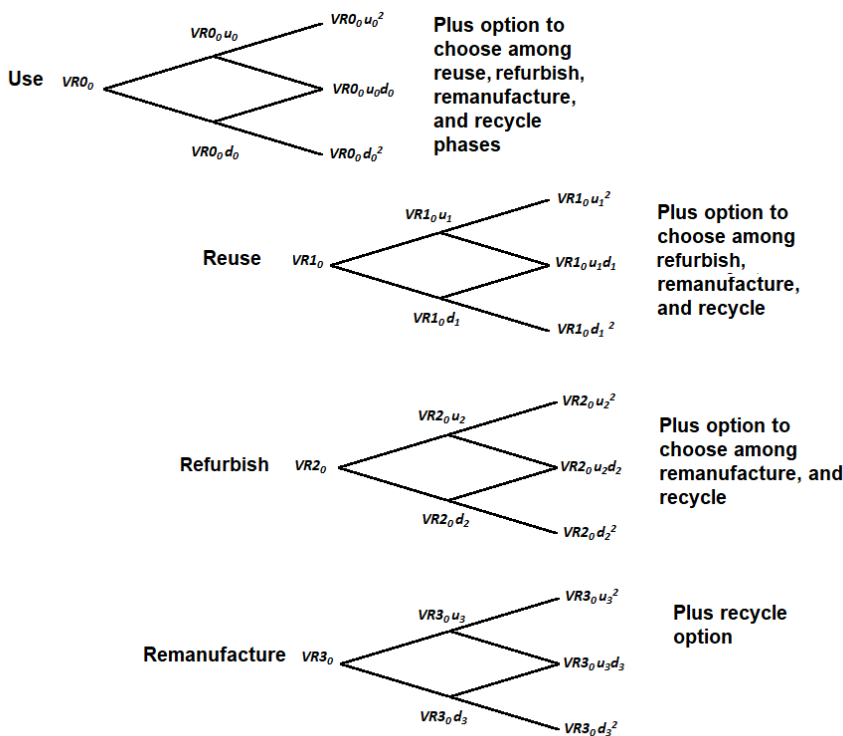 Use
VR0₀
VR0₀u₀
VR0₀d₀
VR0₀u₀²
VR0₀u₀d₀
VR0₀d₀²
Plus option to
choose among
reuse, refurbish,
remanufacture,
and recycle
phases
Reuse
VR1₀
VR1₀u₁
VR1₀d₁
VR1₀u₁²
VR1₀u₁d₁
VR1₀d₁²
Plus option to
choose among
refurbish,
remanufacture,
and recycle
Refurbish
VR2₀
VR2₀u₂
VR2₀d₂
VR2₀u₂²
VR2₀u₂d₂
VR2₀d₂²
Plus option to
choose among
remanufacture, and
recycle
Remanufacture
VR3₀
VR3₀u₃
VR3₀d₃
VR3₀u₃²
VR3₀u₃d₃
VR3₀d₃²
Plus recycle
option